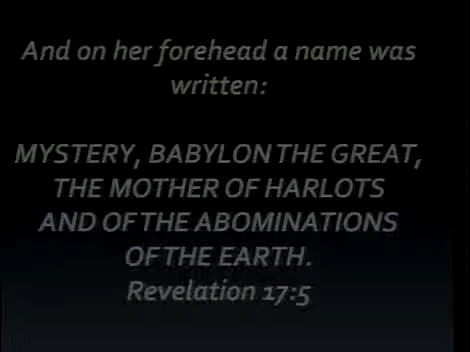 And on her forehead a name was
written:
MYSTERY, BABYLON THE GREAT,
THE MOTHER OF HARLOTS
AND OF THE ABOMINATIONS
OF THE EARTH.
Revelation 17:5